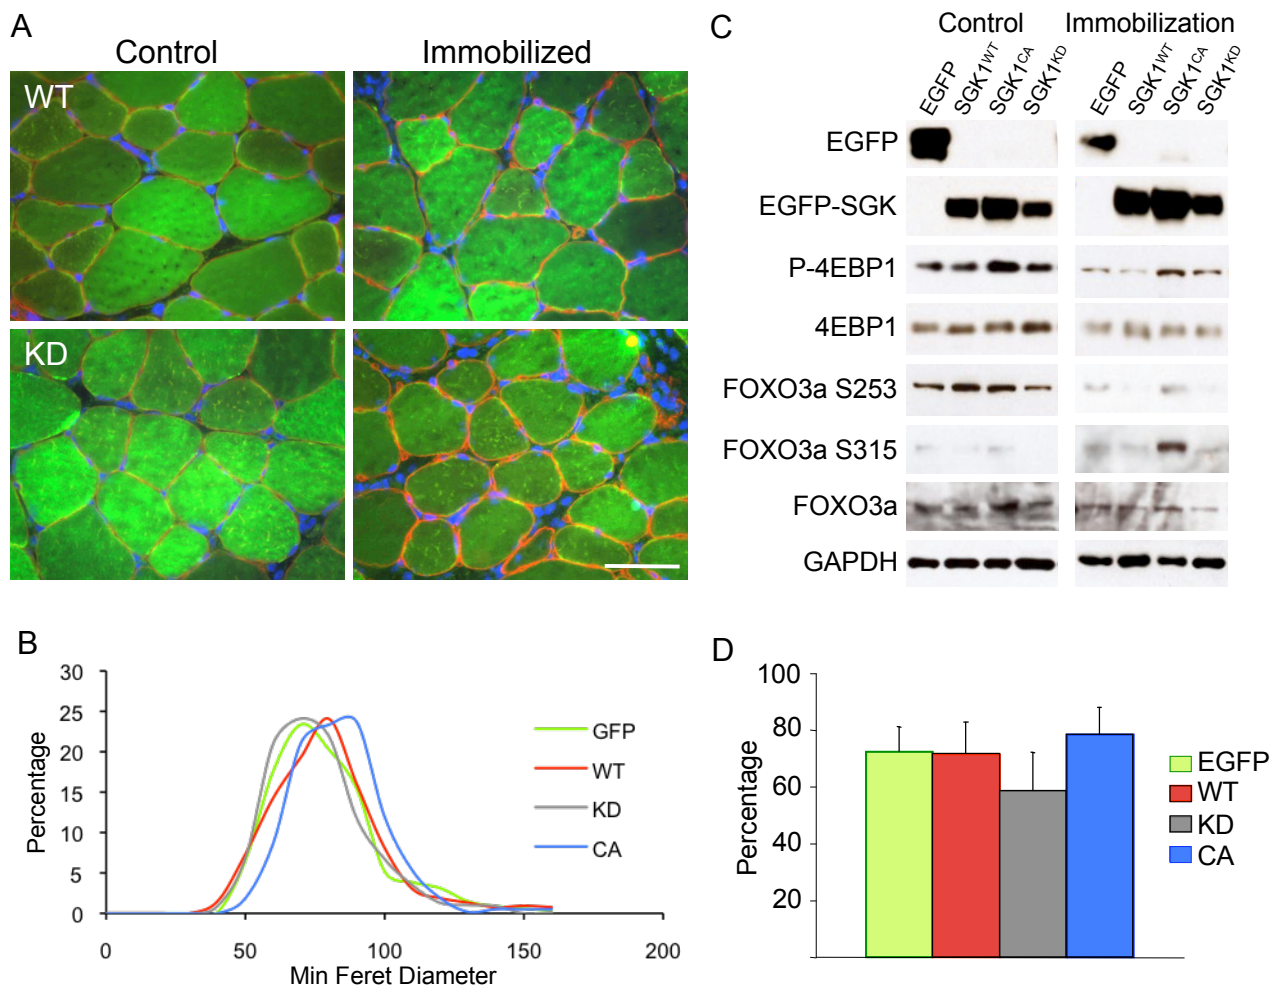 A
Control Immobilized
WT
KD
B
30
25
20
15
10
5
0
Percentage
0 50 100 150 200
Min Feret Diameter
GFP
WT
KD
CA
C
Control Immobilization
EGFP SGK1WT SGK1CA SGK1KD EGFP SGK1WT SGK1CA SGK1KD
EGFP
EGFP-SGK
P-4EBP1
4EBP1
FOXO3a S253
FOXO3a S315
FOXO3a
GAPDH
D
100
80
60
40
20
Percentage
EGFP
WT
KD
CA